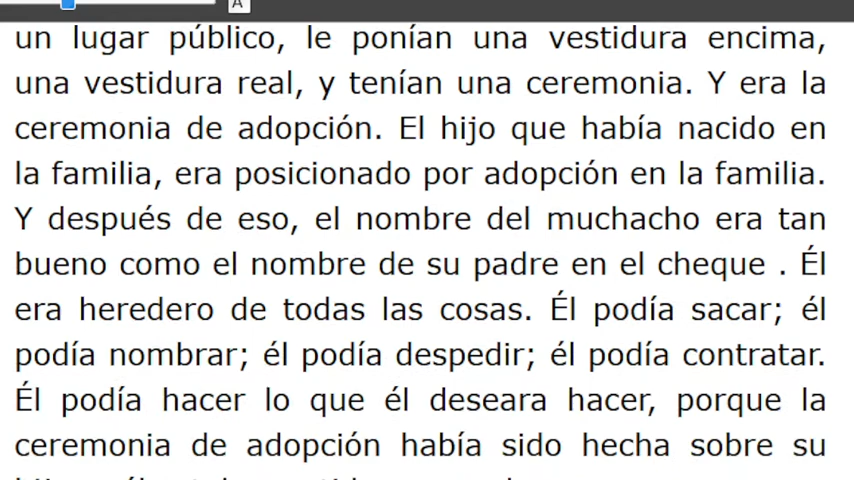 A
un lugar público, le ponían una vestidura encima,
una vestidura real, y tenían una ceremonia. Y era la
ceremonia de adopción. El hijo que había nacido en
la familia, era posicionado por adopción en la familia.
Y después de eso, el nombre del muchacho era tan
bueno como el nombre de su padre en el cheque . Él
era heredero de todas las cosas. Él podía sacar; él
podía nombrar; él podía despedir; él podía contratar.
Él podía hacer lo que él deseara hacer, porque la
ceremonia de adopción había sido hecha sobre su